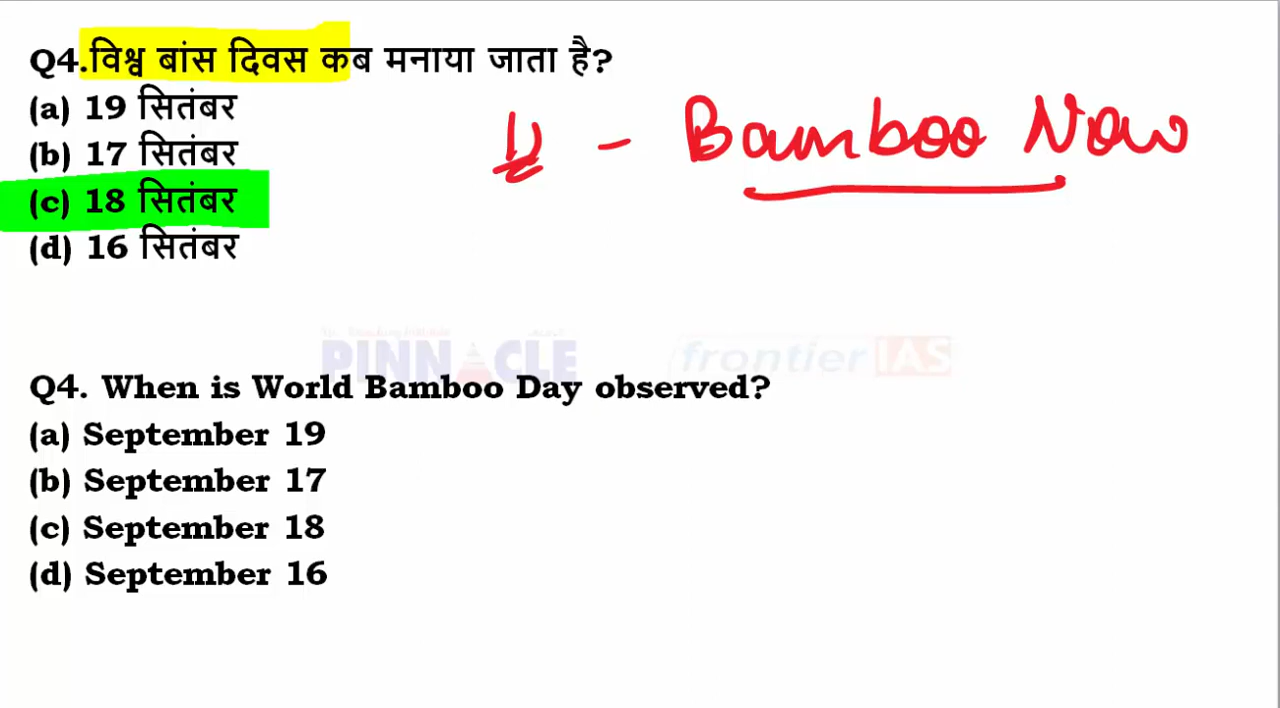 Q4.विश्व बांस दिवस कब मनाया जाता है?
(a) 19 सितंबर
(b) 17 सितंबर
(c) 18 सितंबर
(d) 16 सितंबर
- Bamboo Now
PINNACLE frontier IAS
Q4. When is World Bamboo Day observed?
(a) September 19
(b) September 17
(c) September 18
(d) September 16